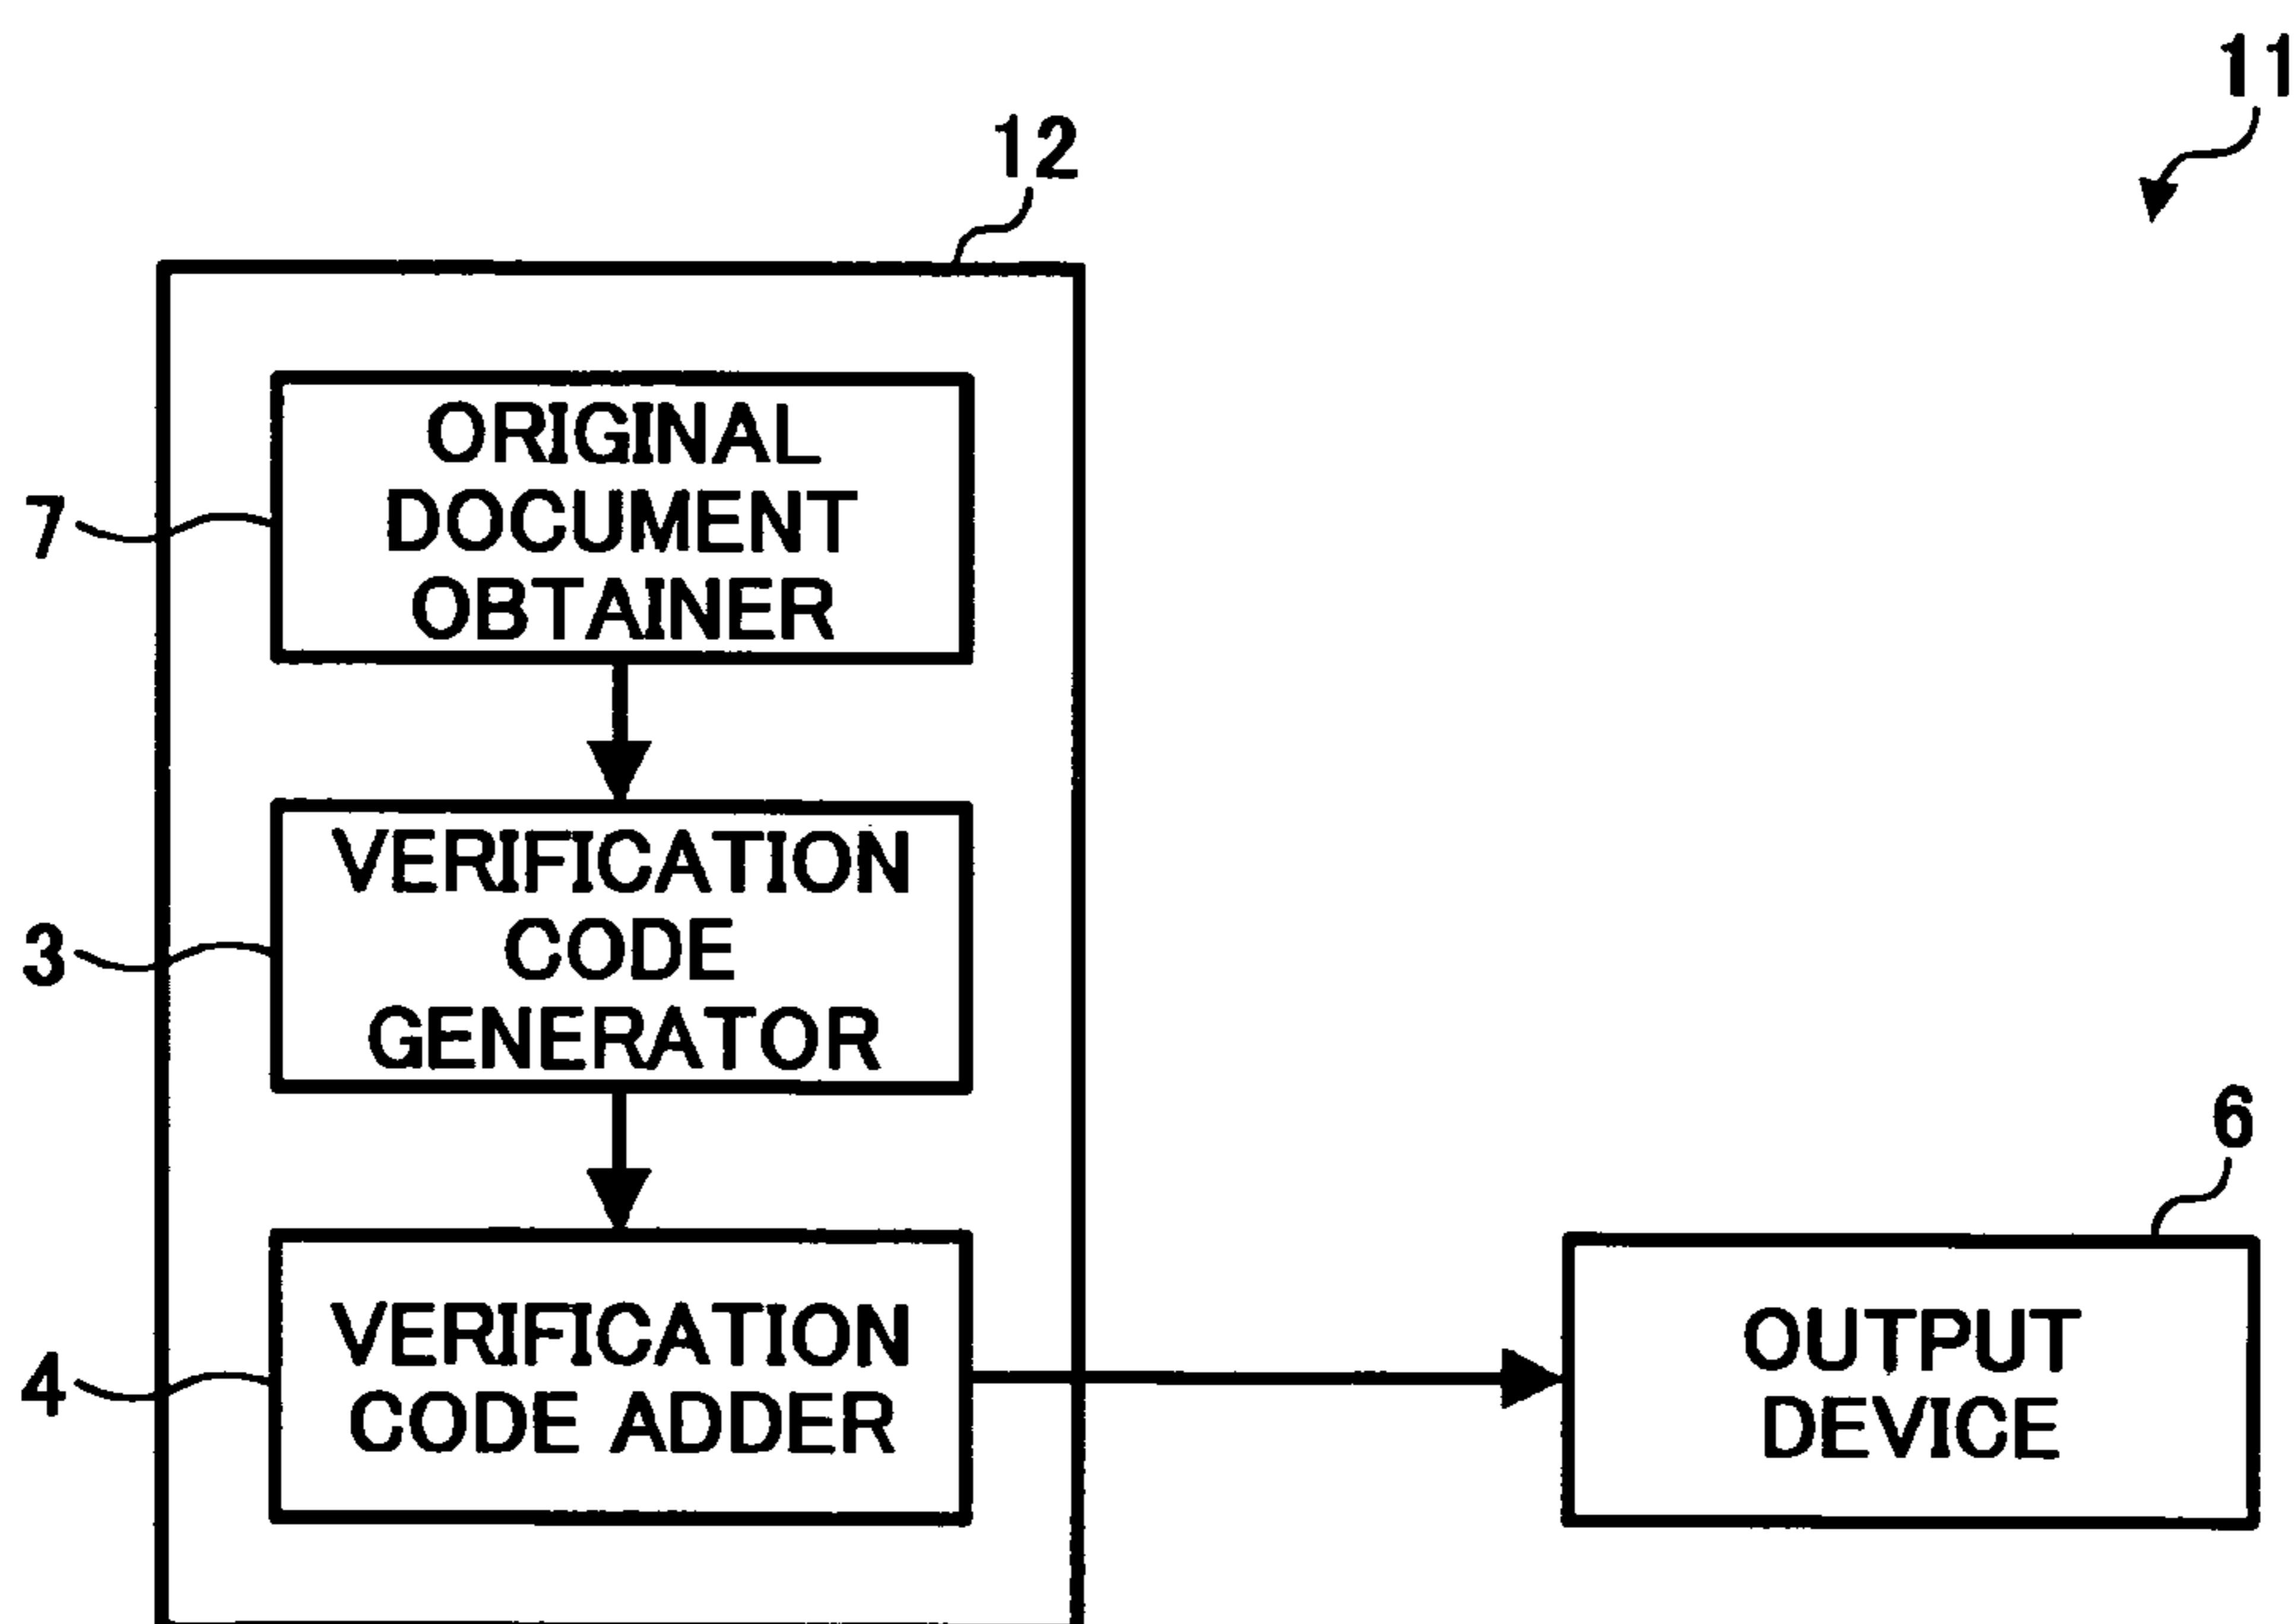 11
12
7
ORIGINAL
DOCUMENT
OBTAINER
3
VERIFICATION
CODE
GENERATOR
6
4
VERIFICATION
CODE ADDER
OUTPUT
DEVICE